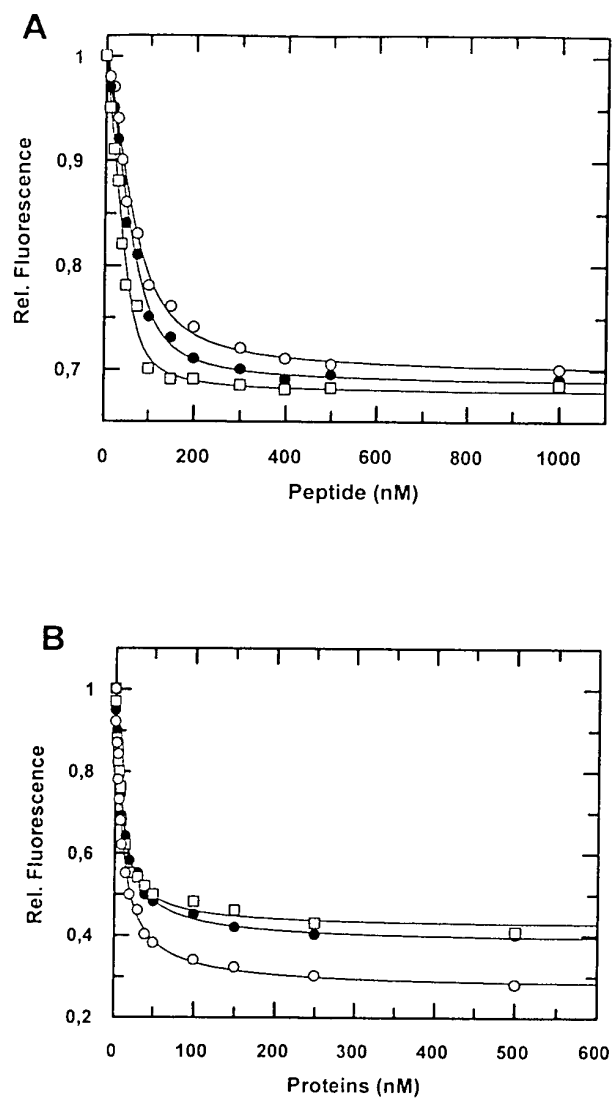 A
1
0,9
0,8
0,7
Rel. Fluorescence
0 200 400 600 800 1000
Peptide (nM)
B
1
0,8
0,6
0,4
0,2
Rel. Fluorescence
0 100 200 300 400 500 600
Proteins (nM)